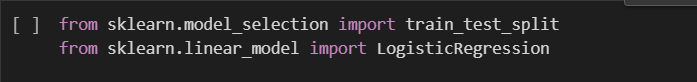 [ ] from sklearn.model_selection import train_test_split
from sklearn.linear_model import LogisticRegression